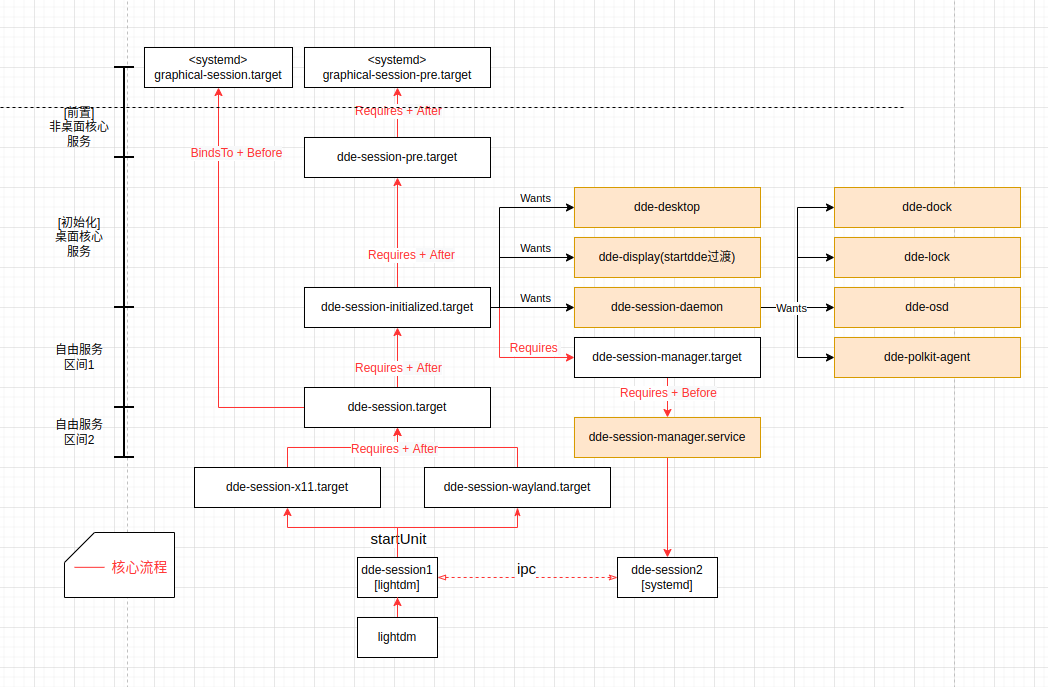 <systemd>
graphical-session.target
<systemd>
graphical-session-pre.target
[前置]
非桌面核心
服务
Requires + After
BindsTo + Before
dde-session-pre.target
Wants
dde-desktop
dde-dock
[初始化]
桌面核心
服务
Requires + After
Wants
dde-display(startdde过渡)
dde-lock
dde-session-initialized.target
Wants
dde-session-daemon
Wants
dde-osd
自由服务
区间1
Requires + After
Requires
dde-session-manager.target
dde-polkit-agent
Requires + Before
dde-session.target
自由服务
区间2
Requires + After
dde-session-manager.service
dde-session-x11.target
dde-session-wayland.target
startUnit
核心流程
dde-session1
[lightdm]
ipc
dde-session2
[systemd]
lightdm